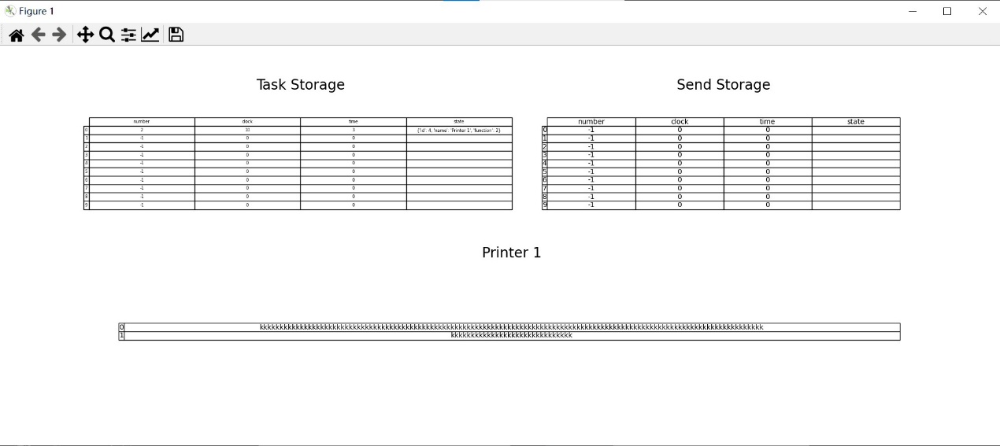 Figure 1
Task Storage
number clock time state
0 2 10 3 {'id': 4, 'name': 'Printer 1', 'function': 2}
1 -1 0 0
2 -1 0 0
3 -1 0 0
4 -1 0 0
5 -1 0 0
6 -1 0 0
7 -1 0 0
8 -1 0 0
9 -1 0 0
Send Storage
number clock time state
0 -1 0 0
1 -1 0 0
2 -1 0 0
3 -1 0 0
4 -1 0 0
5 -1 0 0
6 -1 0 0
7 -1 0 0
8 -1 0 0
9 -1 0 0
Printer 1
0
1 kkkkkkkkkkkkkkkkkkkkkkkkkkkkkk